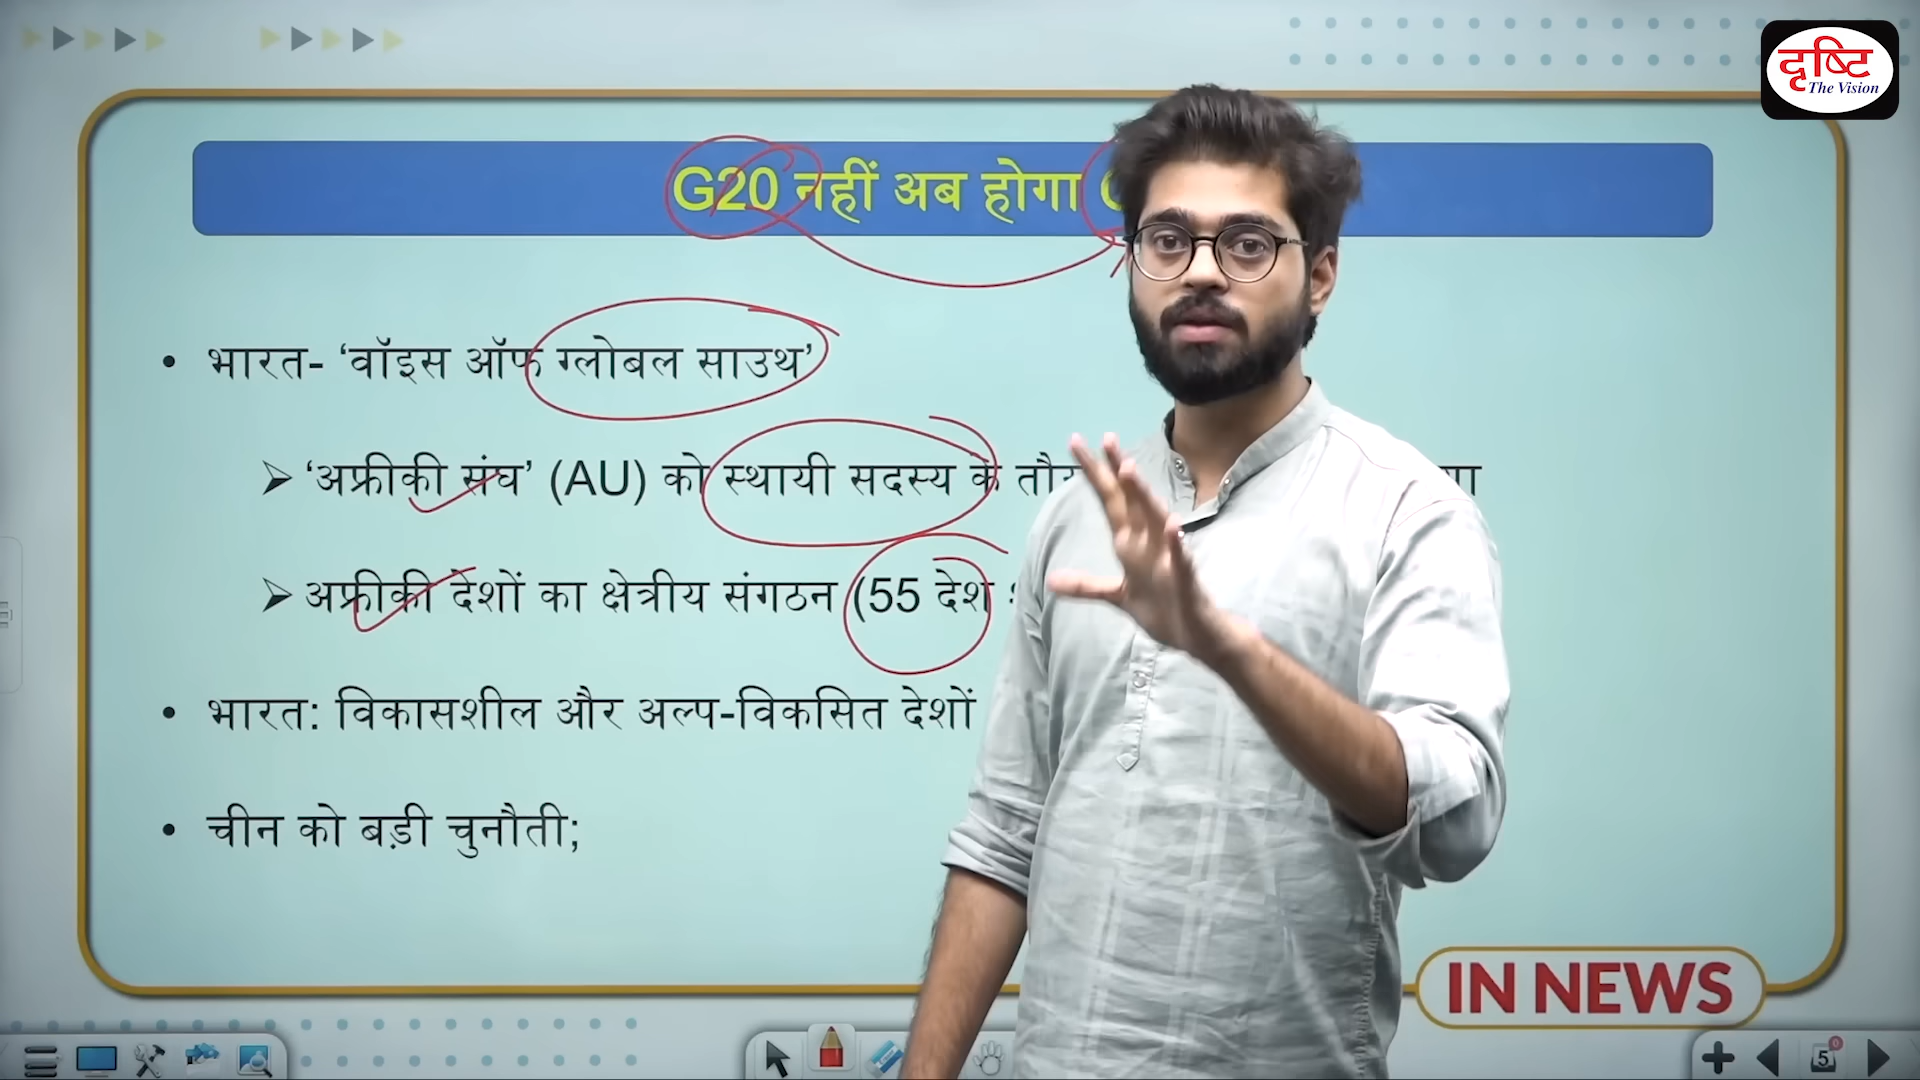 दृष्टि
The Vision
G20 नहीं अब होगा
भारत- ‘वॉइस ऑफ ग्लोबल साउथ’
‘अफ्रीकी संघ’ (AU) को स्थायी सदस्य के
अफ्रीकी देशों का क्षेत्रीय संगठन (55 देश
भारत: विकासशील और अल्प-विकसित देशों
चीन को बड़ी चुनौती;
IN NEWS
5
0